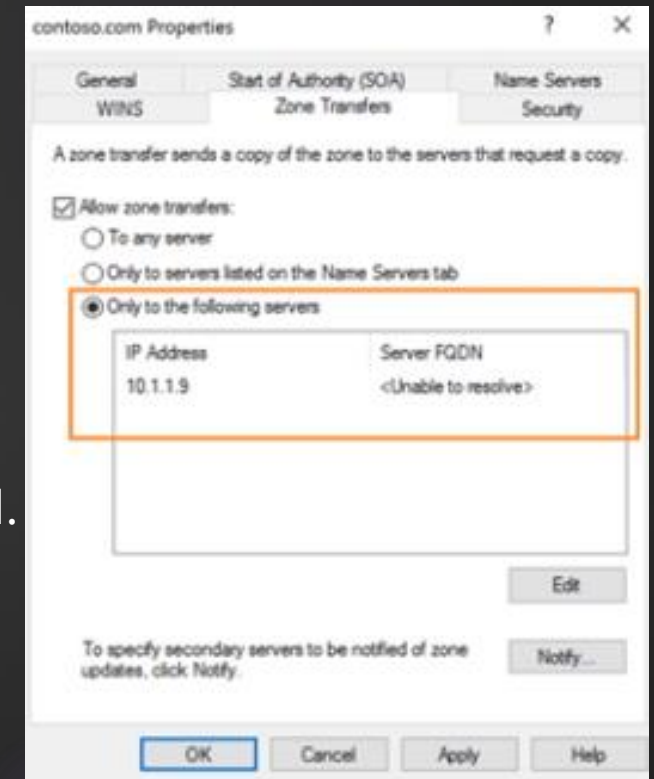 contoso.com Properties ? ×
General Start of Authority (SOA) Name Servers
WINS Zone Transfers Security
A zone transfer sends a copy of the zone to the servers that request a copy.
Allow zone transfers:
To any server
Only to servers listed on the Name Servers tab
Only to the following servers
IP Address Server FQDN
10.1.1.9 <Unable to resolve>
Edit
To specify secondary servers to be notified of zone
updates, click Notify.
Notify...
OK Cancel Apply Help